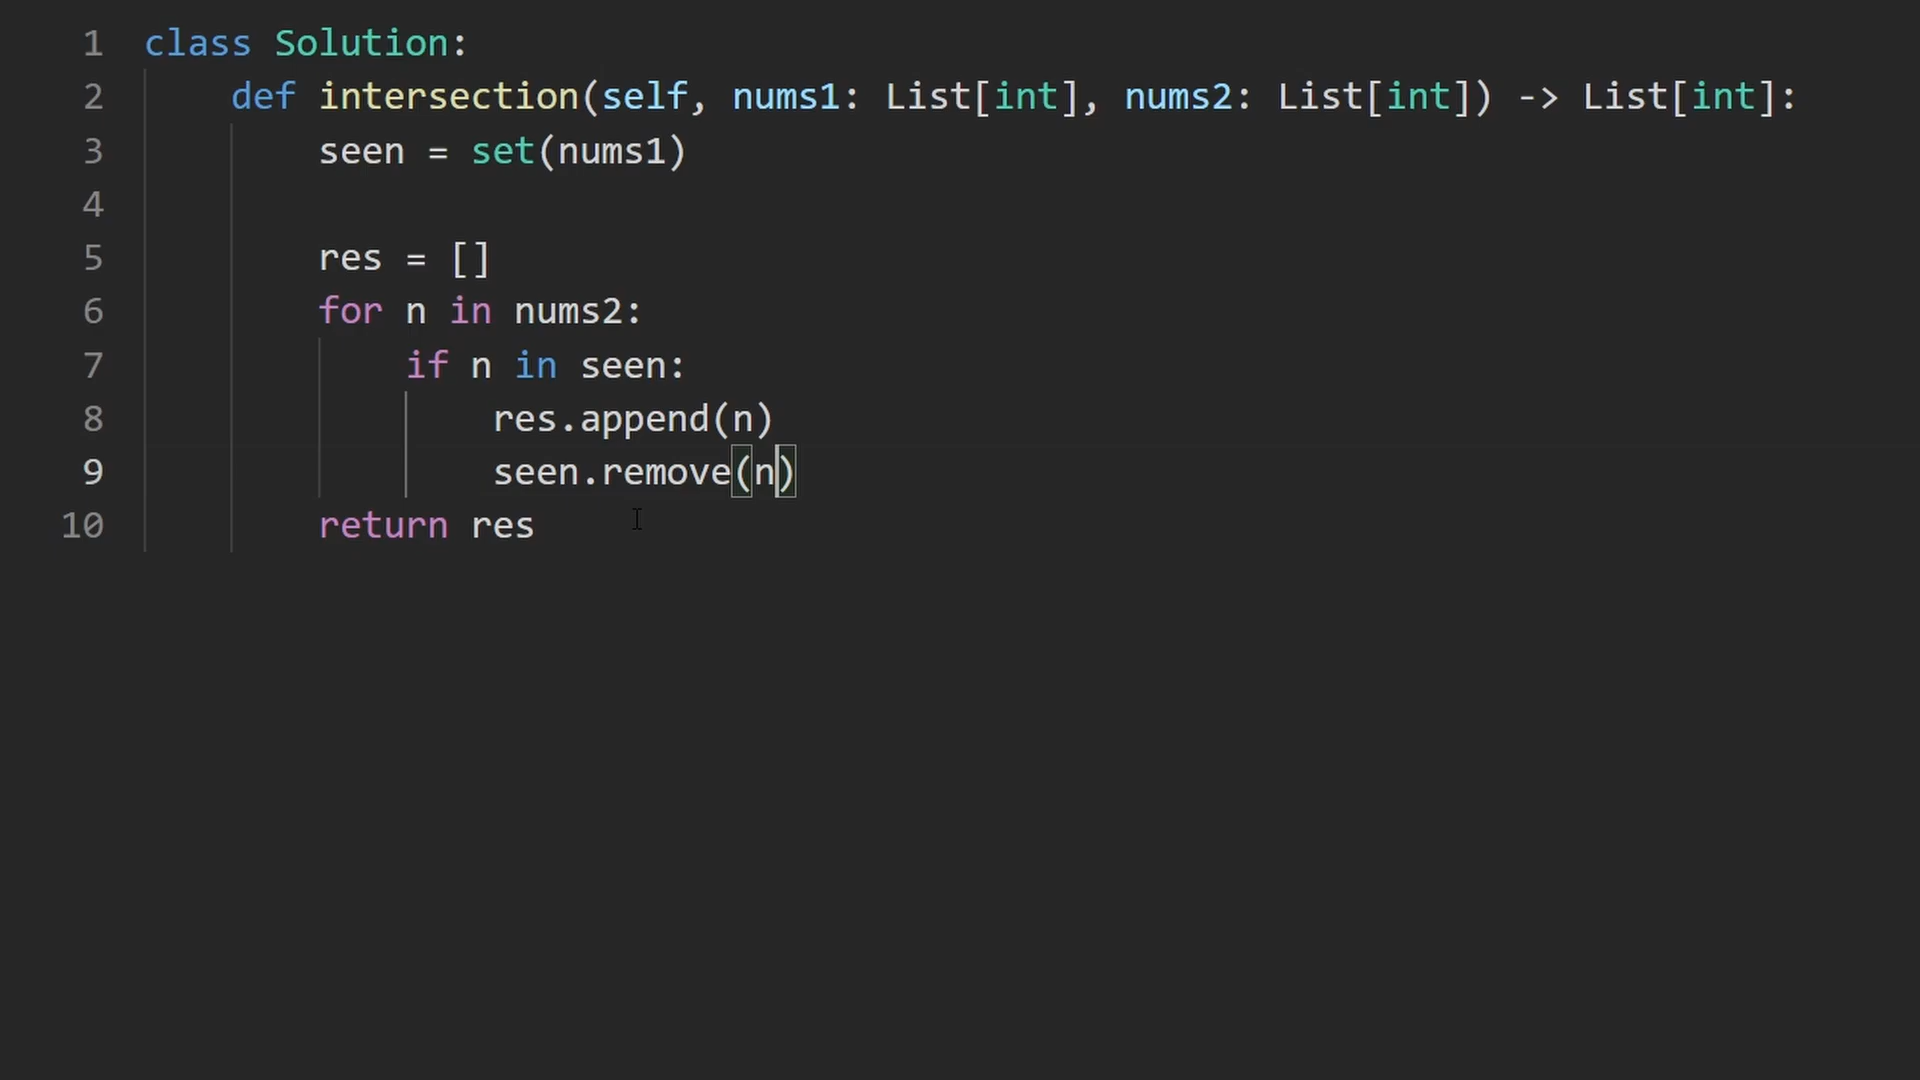 1 class Solution:
2 def intersection(self, nums1: List[int], nums2: List[int]) -> List[int]:
3 seen = set(nums1)
4
5 res = []
6 for n in nums2:
7 if n in seen:
8 res.append(n)
9 seen.remove(n)
10 return res